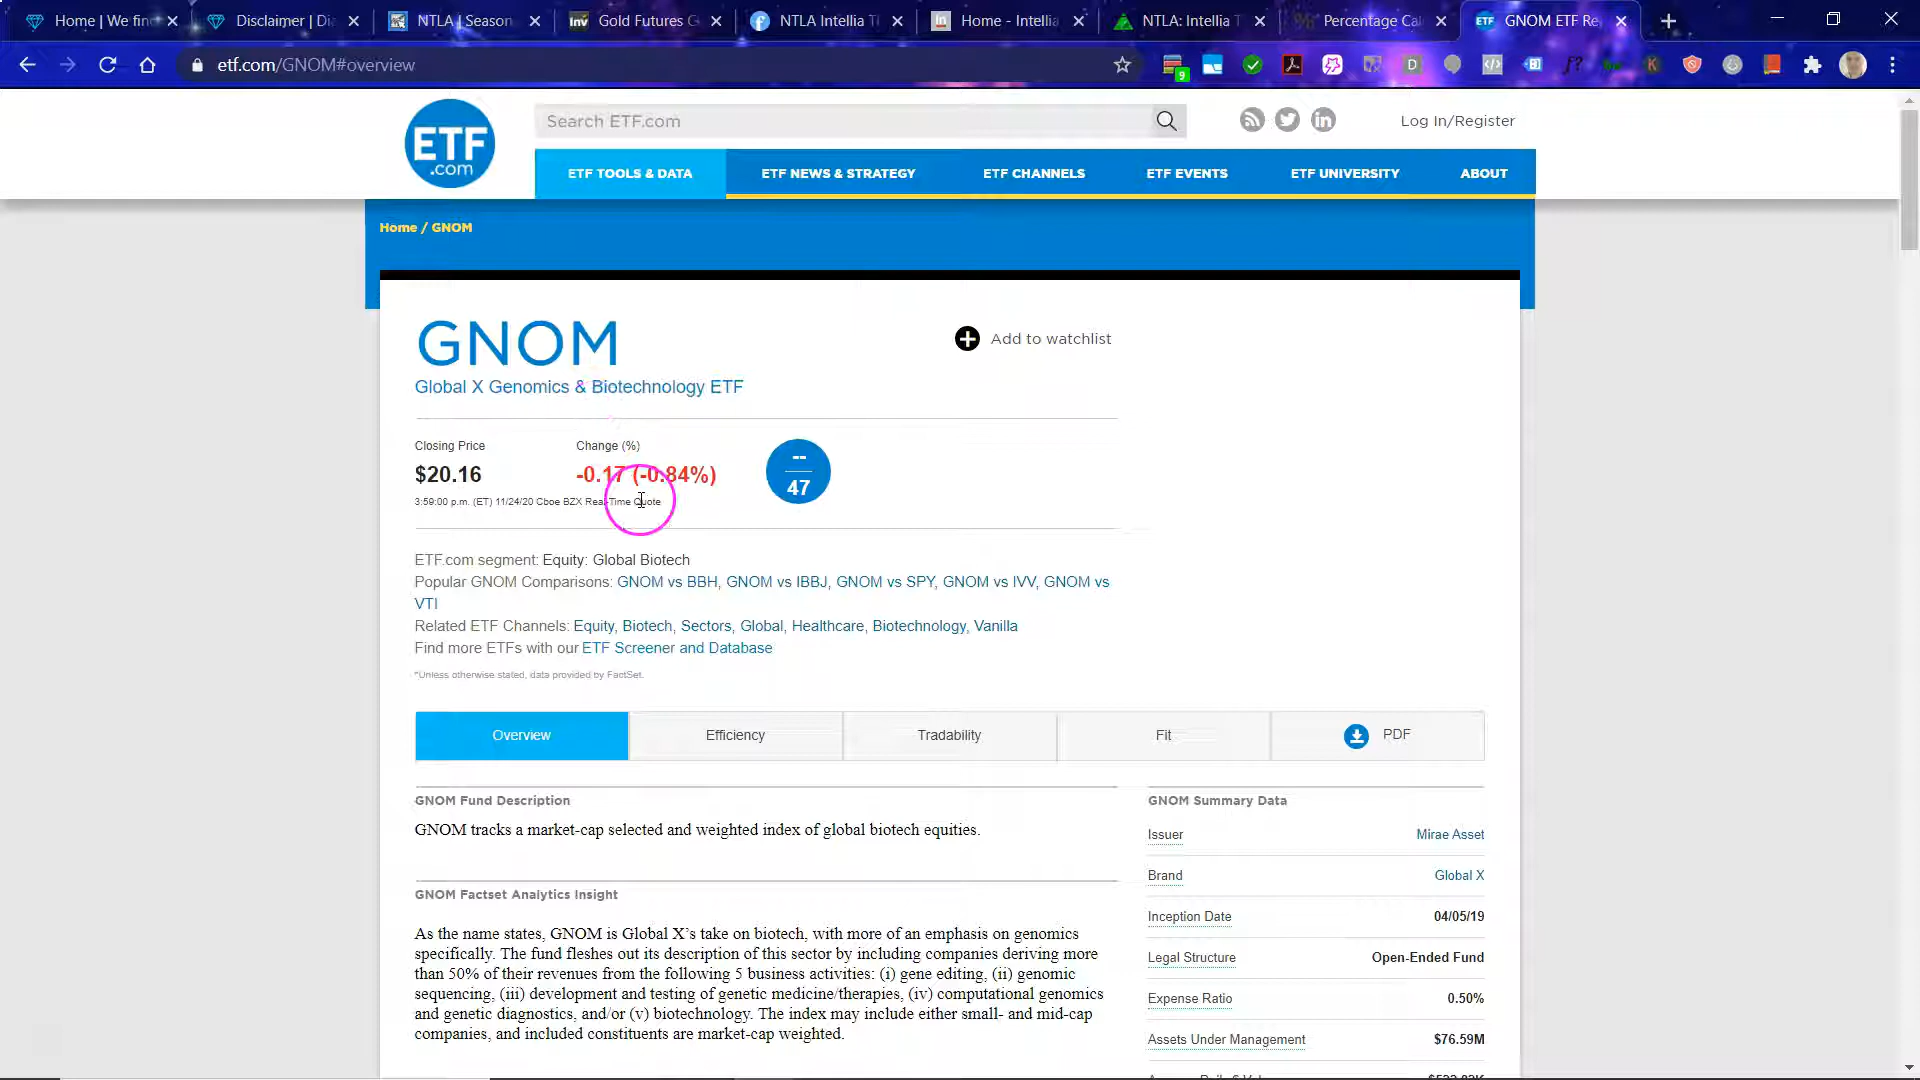 Home | We fin
Disclaimer | Di
NTLA | Season
Gold Futures C
NTLA Intellia T
Home - Intellia
NTLA: Intellia T
Percentage Cal
GNOM ETF Re
etf.com/GNOM#overview
ETF
.com
Search ETF.com
Log In/Register
ETF TOOLS & DATA
ETF NEWS & STRATEGY
ETF CHANNELS
ETF EVENTS
ETF UNIVERSITY
ABOUT
Home / GNOM
GNOM
Add to watchlist
Global X Genomics & Biotechnology ETF
Closing Price
Change (%)
$20.16
-0.17 (-0.84%)
--
47
3:59:00 p.m. (ET) 11/24/20 Cboe BZX Real-Time Quote
ETF.com segment: Equity: Global Biotech
Popular GNOM Comparisons: GNOM vs BBH, GNOM vs IBBJ, GNOM vs SPY, GNOM vs IVV, GNOM vs
VTI
Related ETF Channels: Equity, Biotech, Sectors, Global, Healthcare, Biotechnology, Vanilla
Find more ETFs with our ETF Screener and Database
*Unless otherwise stated, data provided by FactSet.
Overview
Efficiency
Tradability
Fit
PDF
GNOM Fund Description
GNOM tracks a market-cap selected and weighted index of global biotech equities.
GNOM Factset Analytics Insight
As the name states, GNOM is Global X's take on biotech, with more of an emphasis on genomics
specifically. The fund fleshes out its description of this sector by including companies deriving more
than 50% of their revenues from the following 5 business activities: (i) gene editing, (ii) genomic
sequencing, (iii) development and testing of genetic medicine/therapies, (iv) computational genomics
and genetic diagnostics, and/or (v) biotechnology. The index may include either small- and mid-cap
companies, and included constituents are market-cap weighted.
GNOM Summary Data
Issuer Mirae Asset
Brand Global X
Inception Date 04/05/19
Legal Structure Open-Ended Fund
Expense Ratio 0.50%
Assets Under Management $76.59M